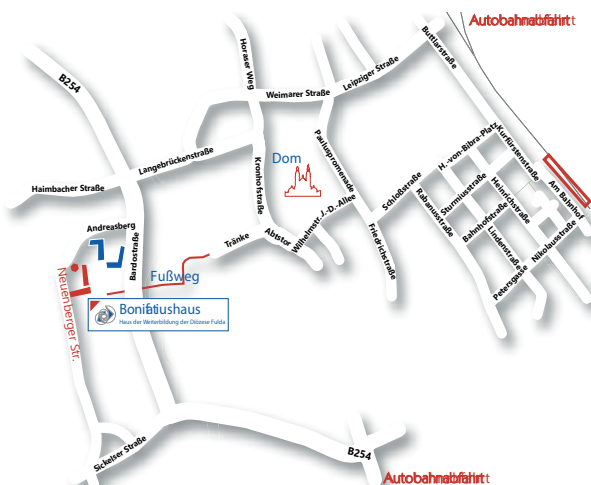 Autobahnabfahrt
B254
Horaser Weg
Buttlarstraße
Leipziger Straße
Weimarer Straße
Langebrückenstraße
Haimbacher Straße
Kronhofstraße
Dom
Pauluspromenade
H.-von-Bibra-Platz
Kurfürstenstraße
Am Bahnhof
Schloßstraße
Sturmiusstraße
Heinrichstraße
Rabanusstraße
Bahnhofstraße
Lindenstraße
Nikolausstraße
Petersgasse
Andreasberg
Bardostraße
Tränke
Abtstor
Wilhelmstr.
J.-D.-Allee
Friedrichstraße
Fußweg
Neuenberger Str.
Bonifatiushaus
Haus der Weiterbildung der Diözese Fulda
Sickelser Straße
B254
Autobahnabfahrt